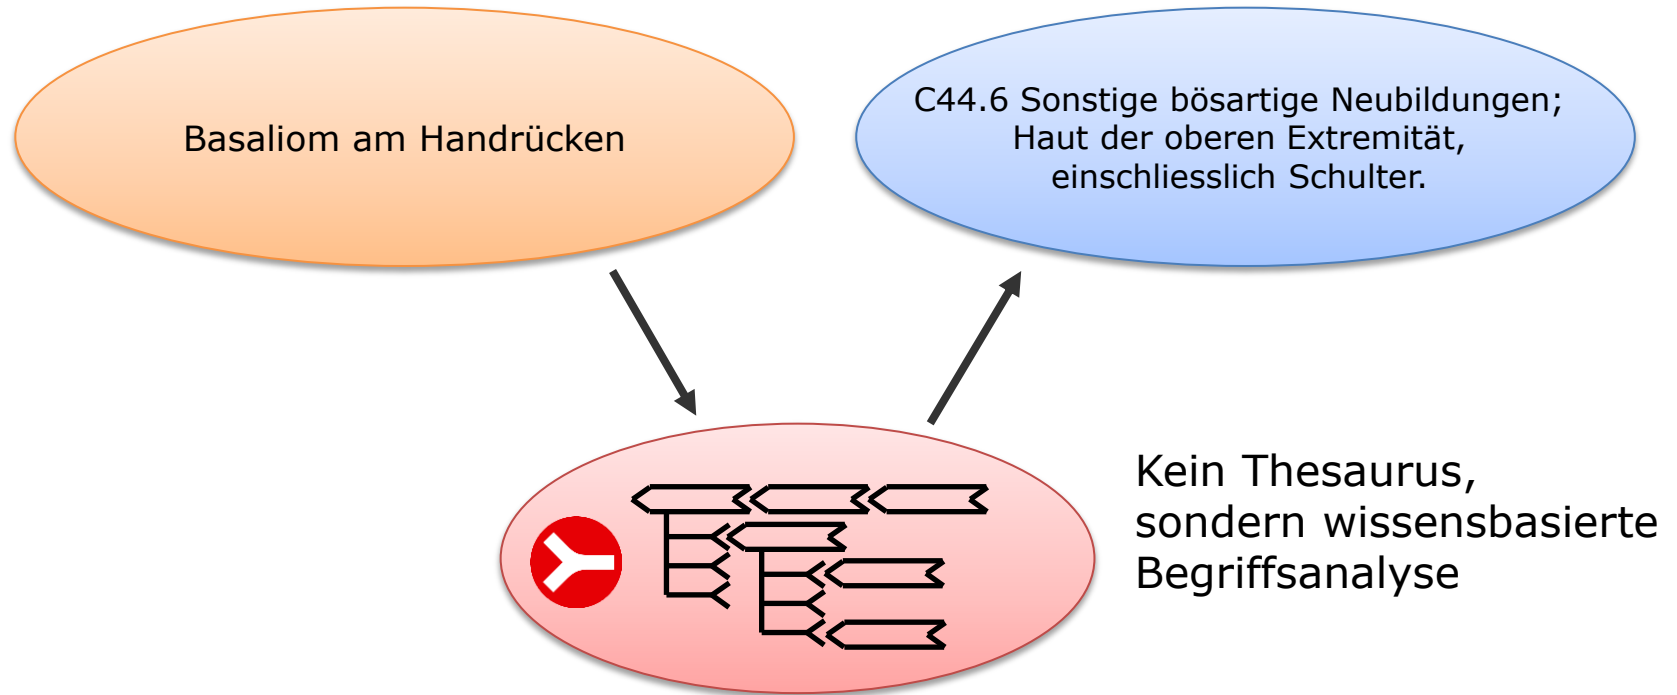 Basaliom am Handrücken
C44.6 Sonstige bösartige Neubildungen;
Haut der oberen Extremität,
einschliesslich Schulter.
Kein Thesaurus,
sondern wissensbasierte
Begriffsanalyse